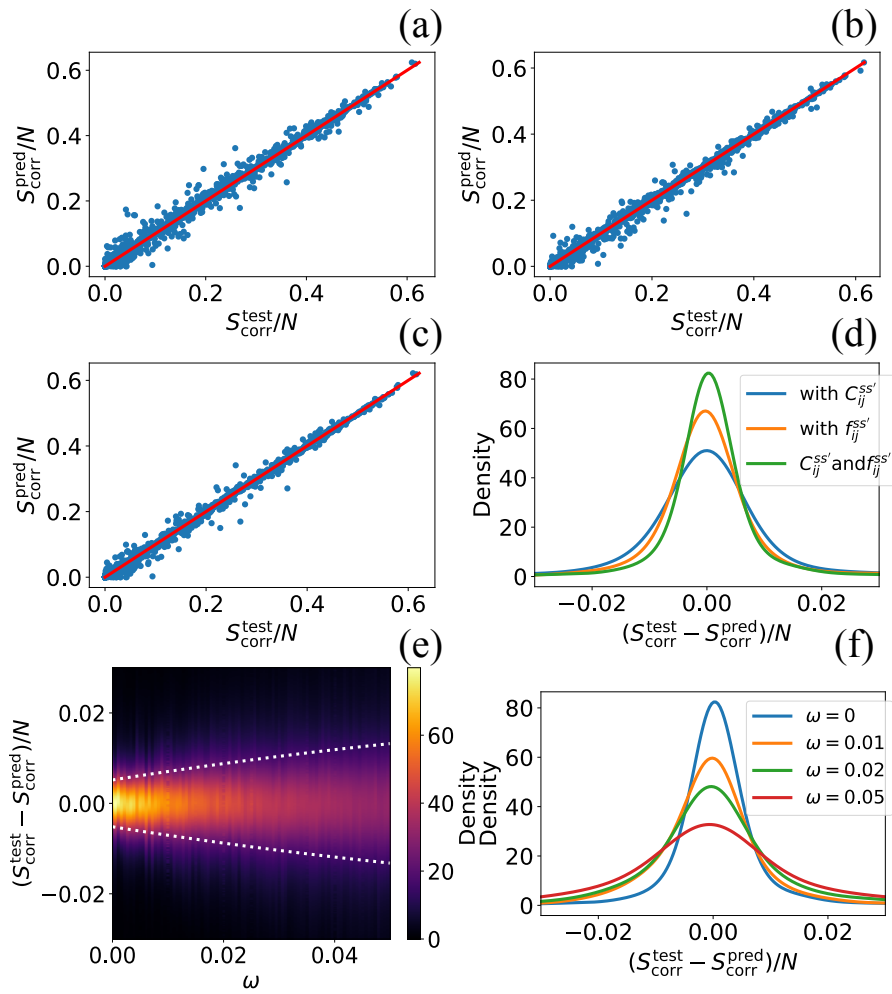 (a)
S_corr^pred/N
0.6
0.4
0.2
0.0
0.0 0.2 0.4 0.6
S_corr^test/N
(b)
S_corr^pred/N
0.6
0.4
0.2
0.0
0.0 0.2 0.4 0.6
S_corr^test/N
(c)
S_corr^pred/N
0.6
0.4
0.2
0.0
0.0 0.2 0.4 0.6
S_corr^test/N
(d)
Density
80
60
40
20
0
with C_ij^ss'
with f_ij^ss'
C_ij^ss' and f_ij^ss'
−0.02 0.00 0.02
(S_corr^test − S_corr^pred)/N
(e)
(S_corr^test − S_corr^pred)/N
0.02
0.00
−0.02
0.00 0.02 0.04
ω
60
40
20
0
Density
(f)
Density
80
60
40
20
0
ω = 0
ω = 0.01
ω = 0.02
ω = 0.05
−0.02 0.00 0.02
(S_corr^test − S_corr^pred)/N